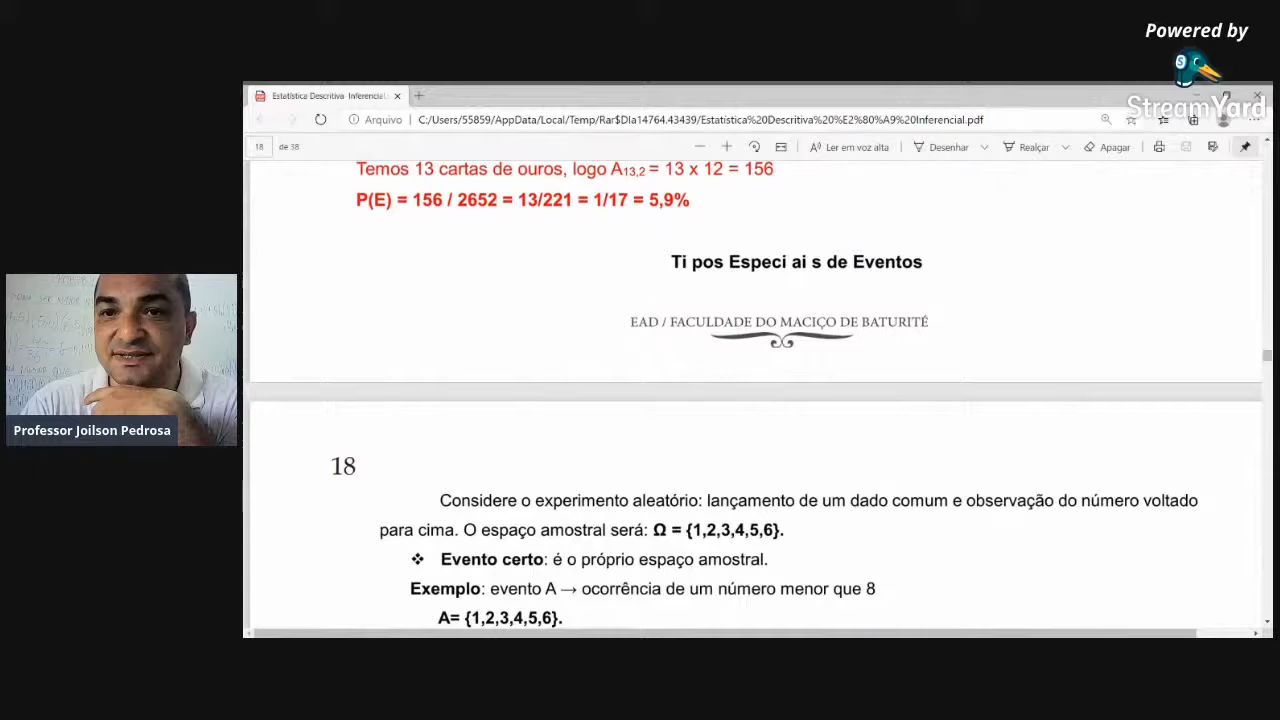 Powered by
StreamYard
Estatística Descritiva Inferencial.
Arquivo
C:/Users/55859/AppData/Local/Temp/Rar$DIa14764.43439/Estatística%20Descritiva%20%E2%80%A9%20Inferencial.pdf
18 de 38
Ler em voz alta
Desenhar
Realçar
Apagar
Temos 13 cartas de ouros, logo A13,2 = 13 x 12 = 156
P(E) = 156 / 2652 = 13/221 = 1/17 = 5,9%
Ti pos Especi ai s de Eventos
EAD / FACULDADE DO MACIÇO DE BATURITÉ
Professor Joilson Pedrosa
18
Considere o experimento aleatório: lançamento de um dado comum e observação do número voltado
para cima. O espaço amostral será: Ω = {1,2,3,4,5,6}.
❖ Evento certo: é o próprio espaço amostral.
Exemplo: evento A → ocorrência de um número menor que 8
A= {1,2,3,4,5,6}.